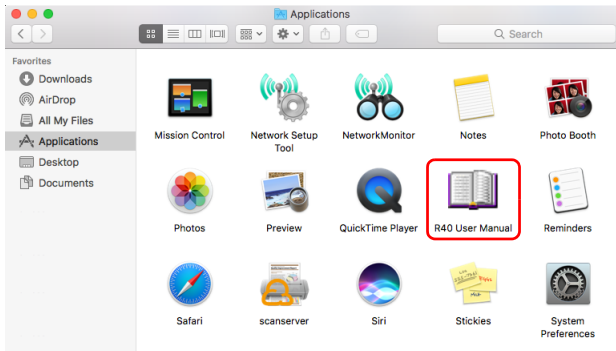 Applications
Search
Favorites
Downloads
AirDrop
All My Files
Applications
Desktop
Documents
Mission Control
Network Setup
Tool
NetworkMonitor
Notes
Photo Booth
Photos
Preview
QuickTime Player
R40 User Manual
Reminders
Safari
scanserver
Siri
Stickies
System
Preferences